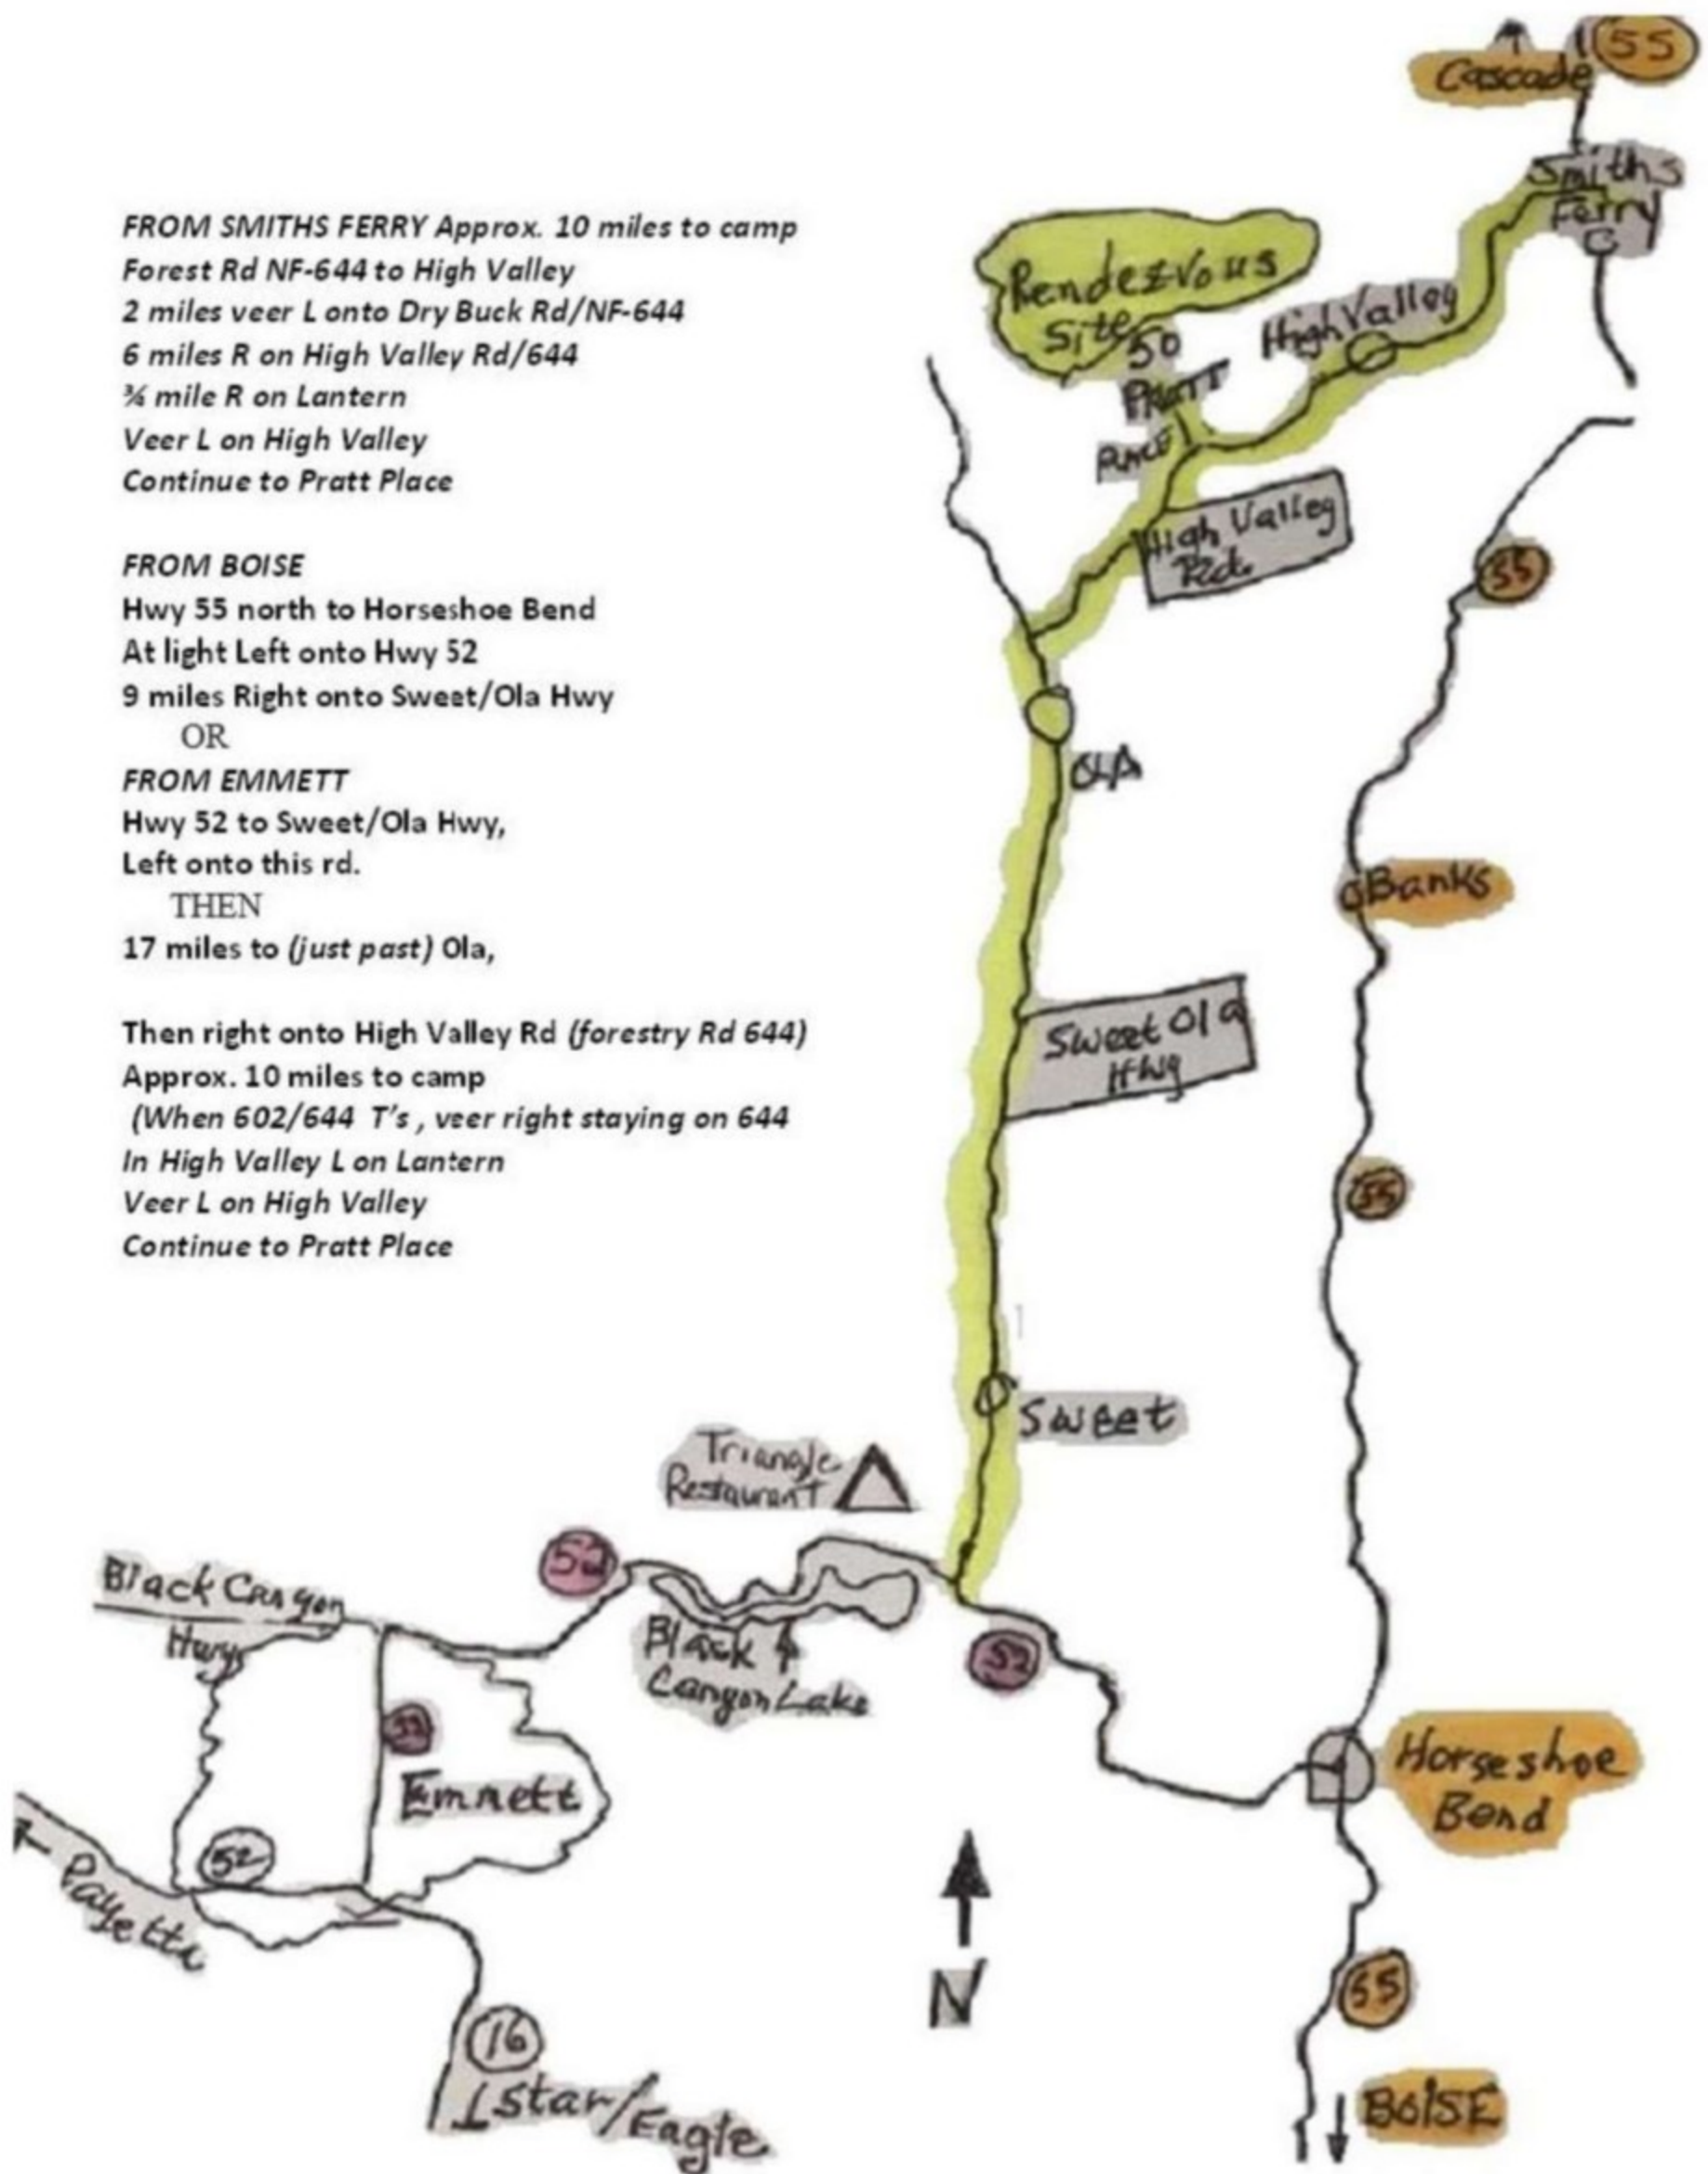 FROM SMITHS FERRY Approx. 10 miles to camp
Forest Rd NF-644 to High Valley
2 miles veer L onto Dry Buck Rd/NF-644
6 miles R on High Valley Rd/644
¾ mile R on Lantern
Veer L on High Valley
Continue to Pratt Place
FROM BOISE
Hwy 55 north to Horseshoe Bend
At light Left onto Hwy 52
9 miles Right onto Sweet/Ola Hwy
OR
FROM EMMETT
Hwy 52 to Sweet/Ola Hwy,
Left onto this rd.
THEN
17 miles to (just past) Ola,
Then right onto High Valley Rd (forestry Rd 644)
Approx. 10 miles to camp
(When 602/644 T's , veer right staying on 644
In High Valley L on Lantern
Veer L on High Valley
Continue to Pratt Place
55
Cascade
Smiths
Ferry
Rendezvous
Site
50
PRATT
PLACE
High Valley
High Valley
Rd.
55
OLA
Banks
Sweet Ola
Hwy
55
Sweet
Triangle
Restaurant
52
Black Canyon
Hwy
Black
Canyon Lake
52
52
Emmett
Horseshoe
Bend
52
Payette
N
55
16
Star/Eagle
BOISE